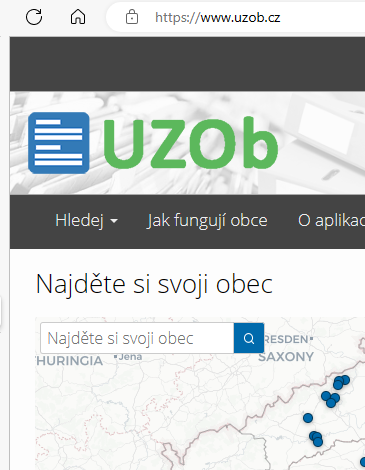 https://www.uzob.cz
UZOb
Hledej
Jak fungují obce
O aplikac
Najděte si svoji obec
Najděte si svoji obec
RESDEN
HURINGIA
Jena
SAXONY